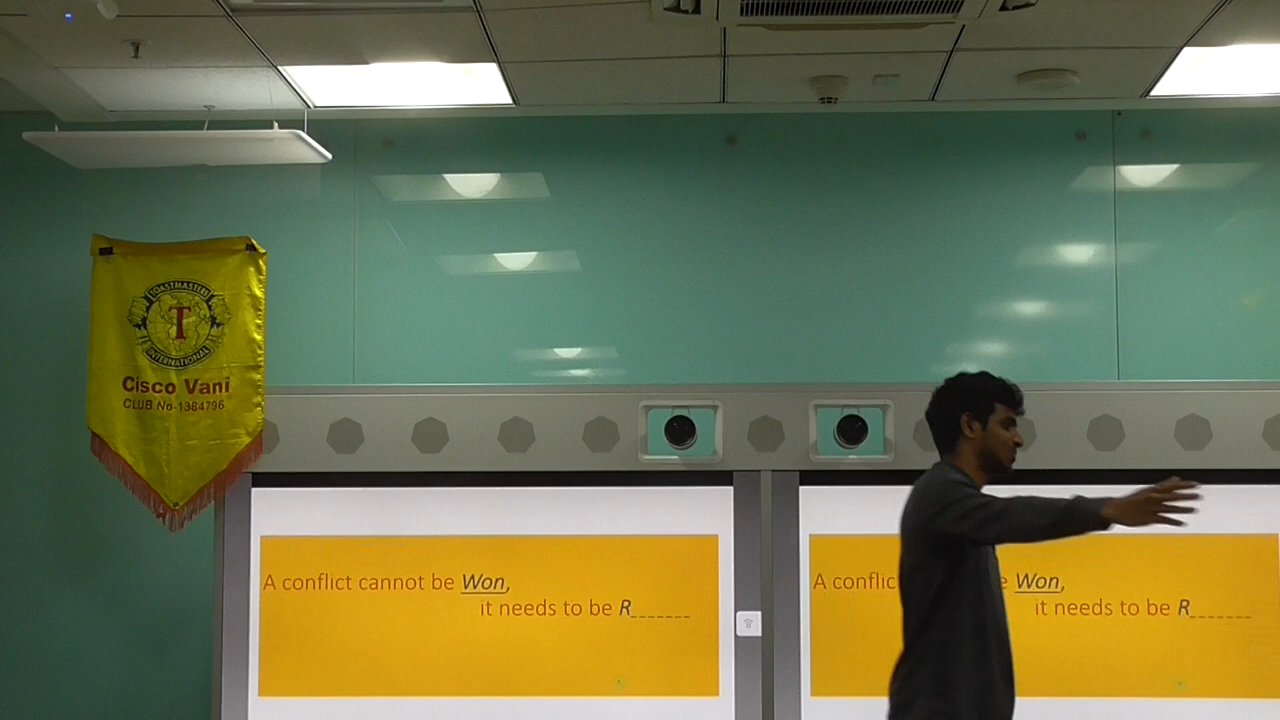 TOASTMASTERS
T
INTERNATIONAL
Cisco Vani
CLUB No-1384796
A conflict cannot be Won,
it needs to be R______
A conflic e Won,
it needs to be R______